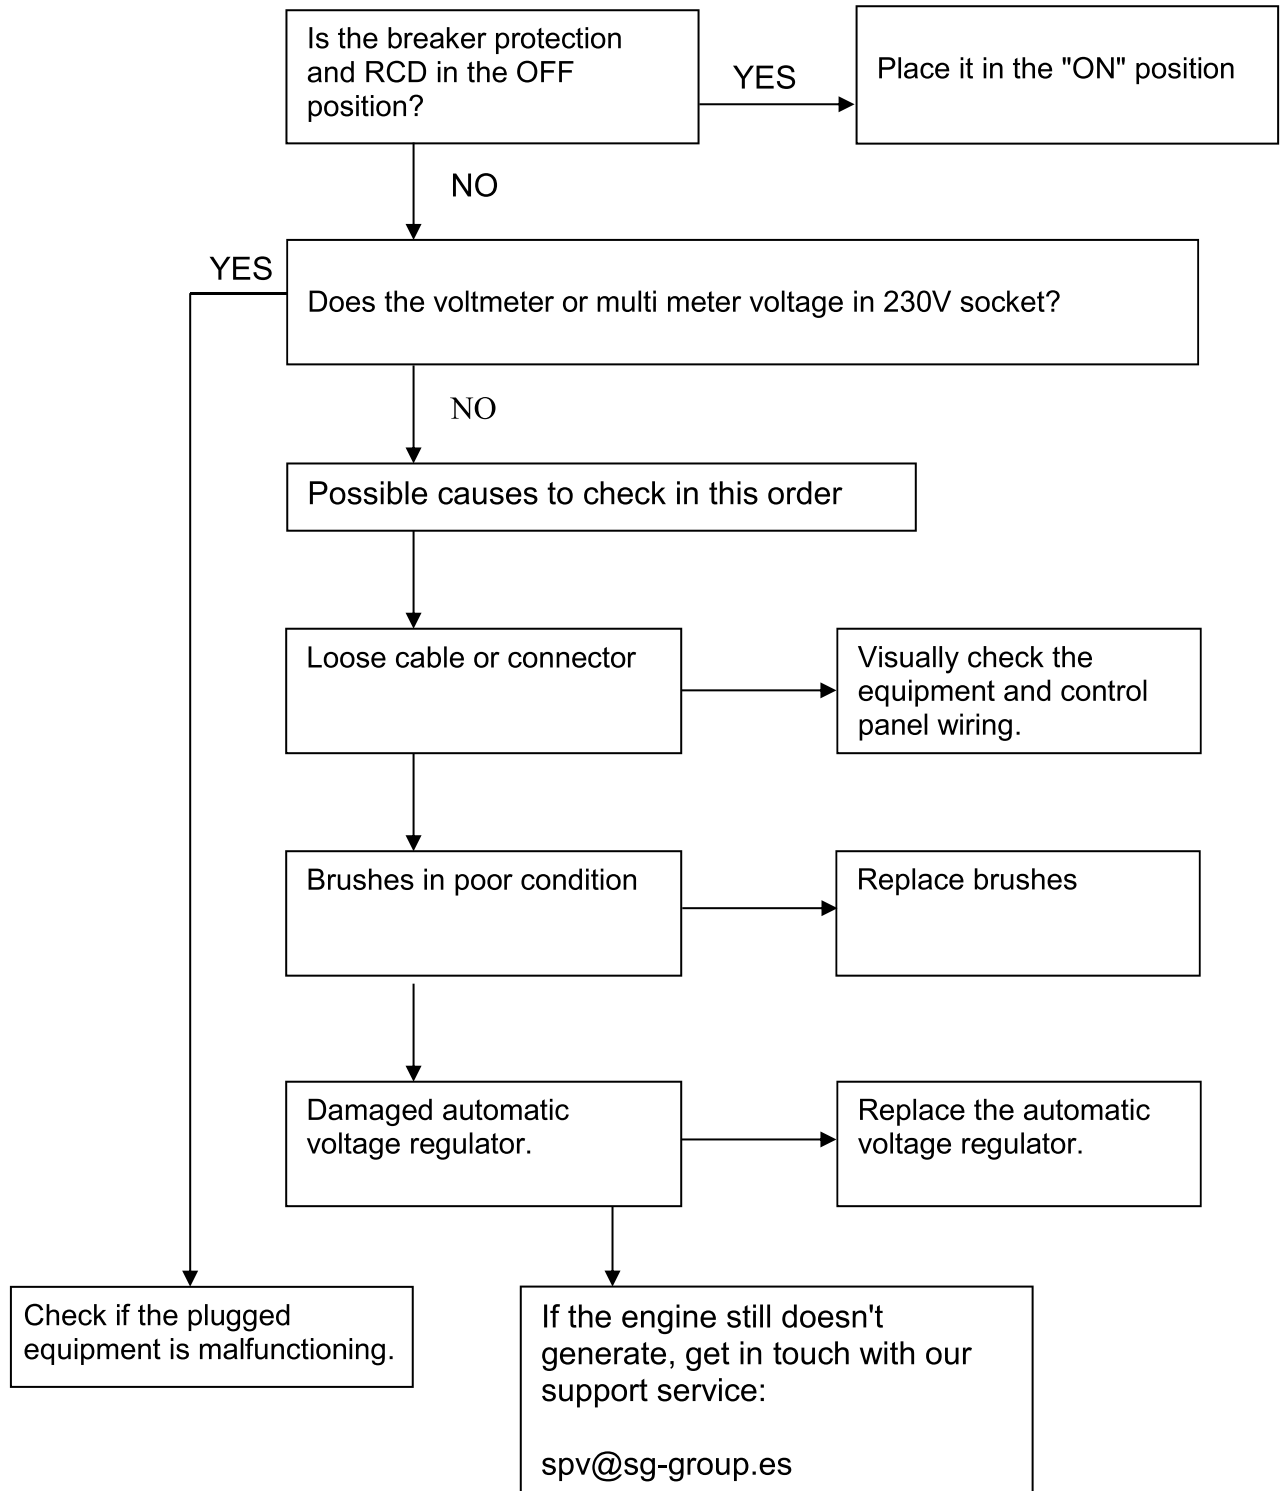 Is the breaker protection
and RCD in the OFF
position?
YES
Place it in the "ON" position
NO
YES
Does the voltmeter or multi meter voltage in 230V socket?
NO
Possible causes to check in this order
Loose cable or connector
Visually check the
equipment and control
panel wiring.
Brushes in poor condition
Replace brushes
Damaged automatic
voltage regulator.
Replace the automatic
voltage regulator.
Check if the plugged
equipment is malfunctioning.
If the engine still doesn't
generate, get in touch with our
support service:
spv@sg-group.es